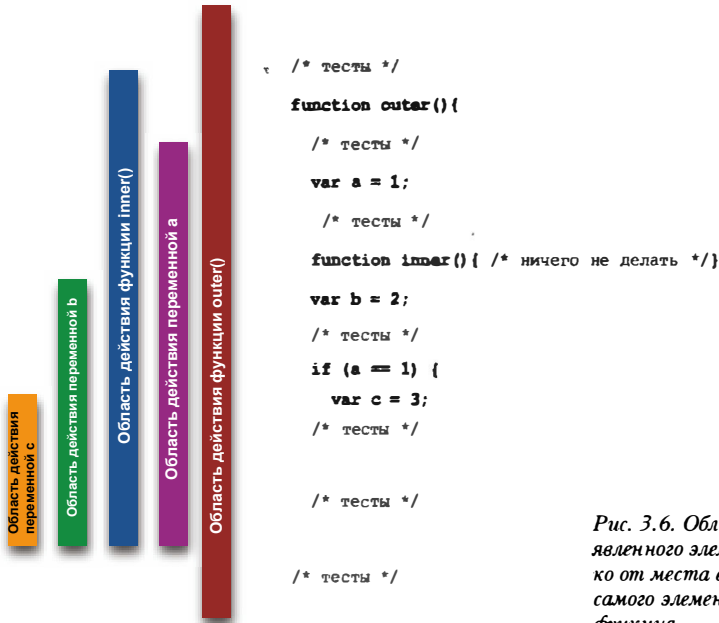 Область действия
переменной c
Область действия переменной b
Область действия функции inner()
Область действия переменной a
Область действия функции outer()
/* тесты */
function outer(){
/* тесты */
var a = 1;
/* тесты */
function inner(){ /* ничего не делать */}
var b = 2;
/* тесты */
if (a == 1) {
var c = 3;
/* тесты */
/* тесты */
/* тесты */
Рис. 3.6. Обл
явленного элем
ко от места
самого элемен